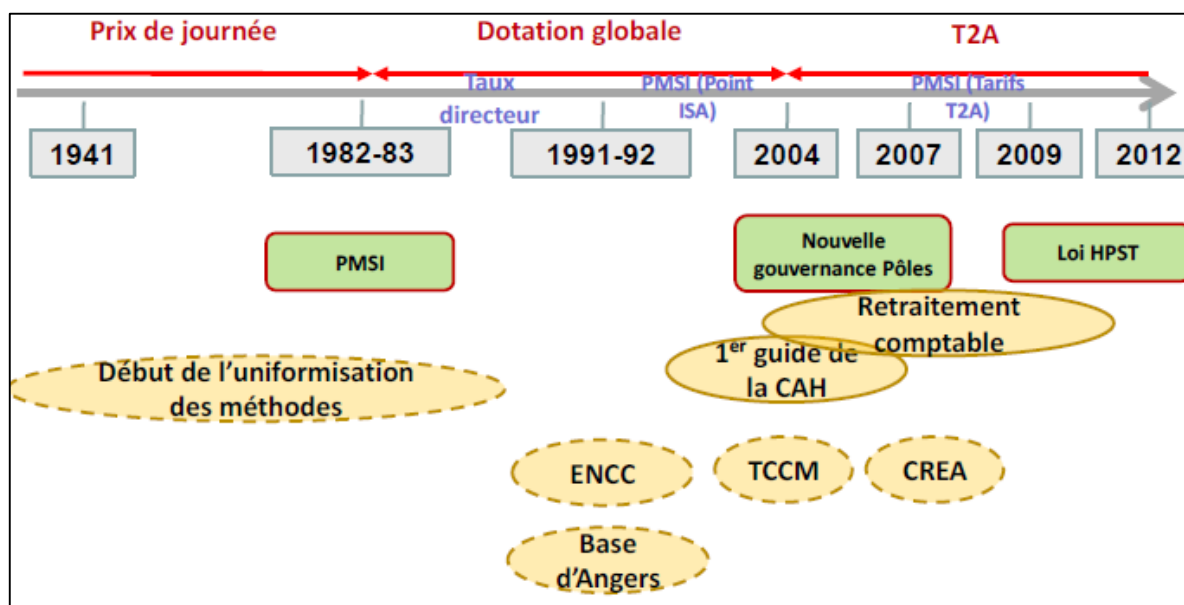 Prix de journée
Dotation globale
T2A
Taux
directeur
PMSI (Point
ISA)
PMSI (Tarifs
T2A)
1941
1982-83
1991-92
2004
2007
2009
2012
PMSI
Nouvelle
gouvernance Pôles
Loi HPST
Retraitement
comptable
1er guide de
la CAH
Début de l'uniformisation
des méthodes
ENCC
TCCM
CREA
Base
d'Angers